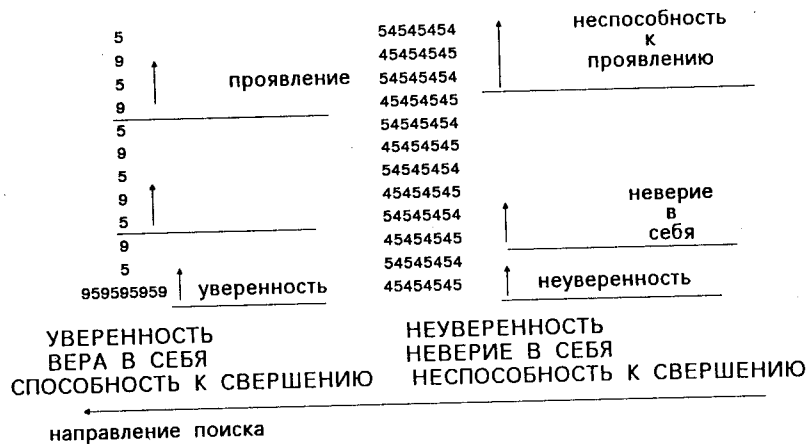 5
9
5
9
5
9
5
9
5
9
5
959595959
проявление
уверенность
54545454
45454545
54545454
45454545
54545454
45454545
54545454
45454545
54545454
45454545
54545454
45454545
неспособность
к
проявлению
неверие
в
себя
неуверенность
УВЕРЕННОСТЬ
ВЕРА В СЕБЯ
СПОСОБНОСТЬ К СВЕРШЕНИЮ
НЕУВЕРЕННОСТЬ
НЕВЕРИЕ В СЕБЯ
НЕСПОСОБНОСТЬ К СВЕРШЕНИЮ
направление поиска